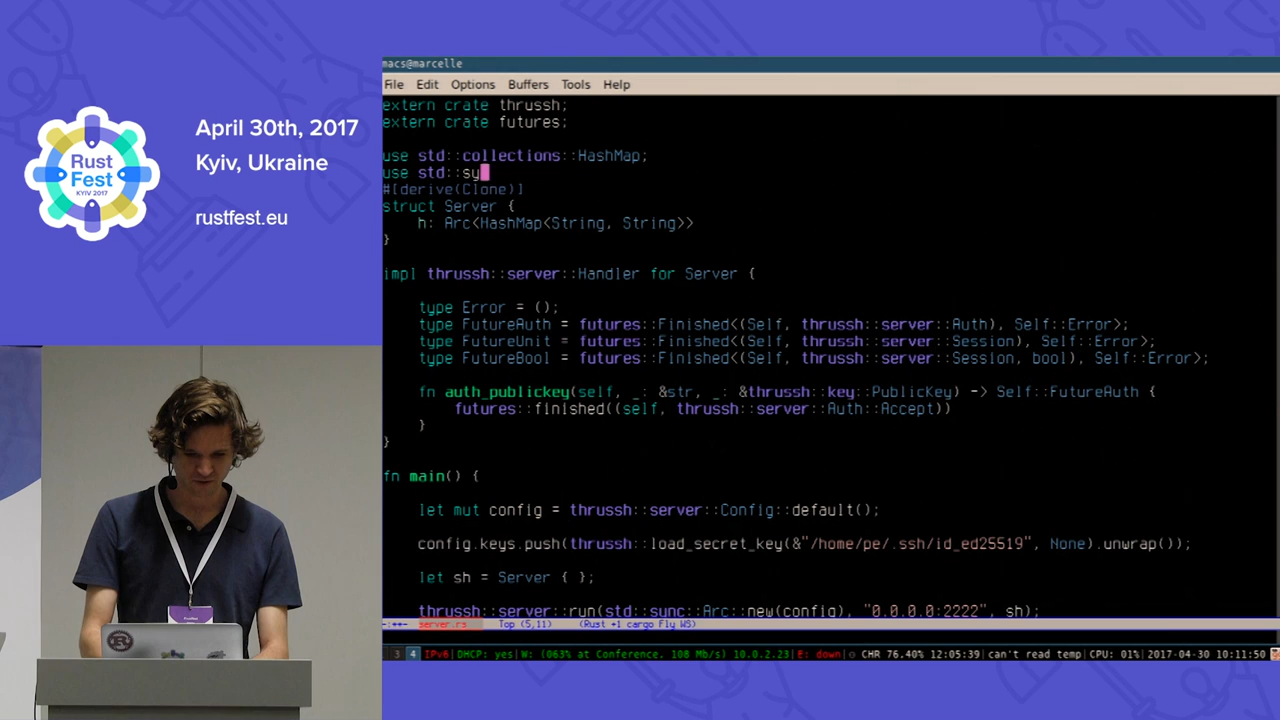 Rust
Fest
KYIV 2017
April 30th, 2017
Kyiv, Ukraine
rustfest.eu
macs@marcelle
File Edit Options Buffers Tools Help
extern crate thrussh;
extern crate futures;
use std::collections::HashMap;
use std::sy
#[derive(Clone)]
struct Server {
h: Arc<HashMap<String, String>>
}
impl thrussh::server::Handler for Server {
type Error = ();
type FutureAuth = futures::Finished<(Self, thrussh::server::Auth), Self::Error>;
type FutureUnit = futures::Finished<(Self, thrussh::server::Session), Self::Error>;
type FutureBool = futures::Finished<(Self, thrussh::server::Session, bool), Self::Error>;
fn auth_publickey(self, _: &str, _: &thrussh::key::PublicKey) -> Self::FutureAuth {
futures::finished((self, thrussh::server::Auth::Accept))
}
}
fn main() {
let mut config = thrussh::server::Config::default();
config.keys.push(thrussh::load_secret_key(&"/home/pe/.ssh/id_ed25519", None).unwrap());
let sh = Server { };
thrussh::server::run(std::sync::Arc::new(config), "0.0.0.0:2222", sh);
-:**- server.rs Top (5,11) (Rust +1 cargo Fly WS)
3 4 IPv6|DHCP: yes|W: (063% at Conference, 108 Mb/s) 10.0.2.23|E: down| CHR 76.40% 12:05:39|can't read temp|CPU: 01%|2017-04-30 10:11:50